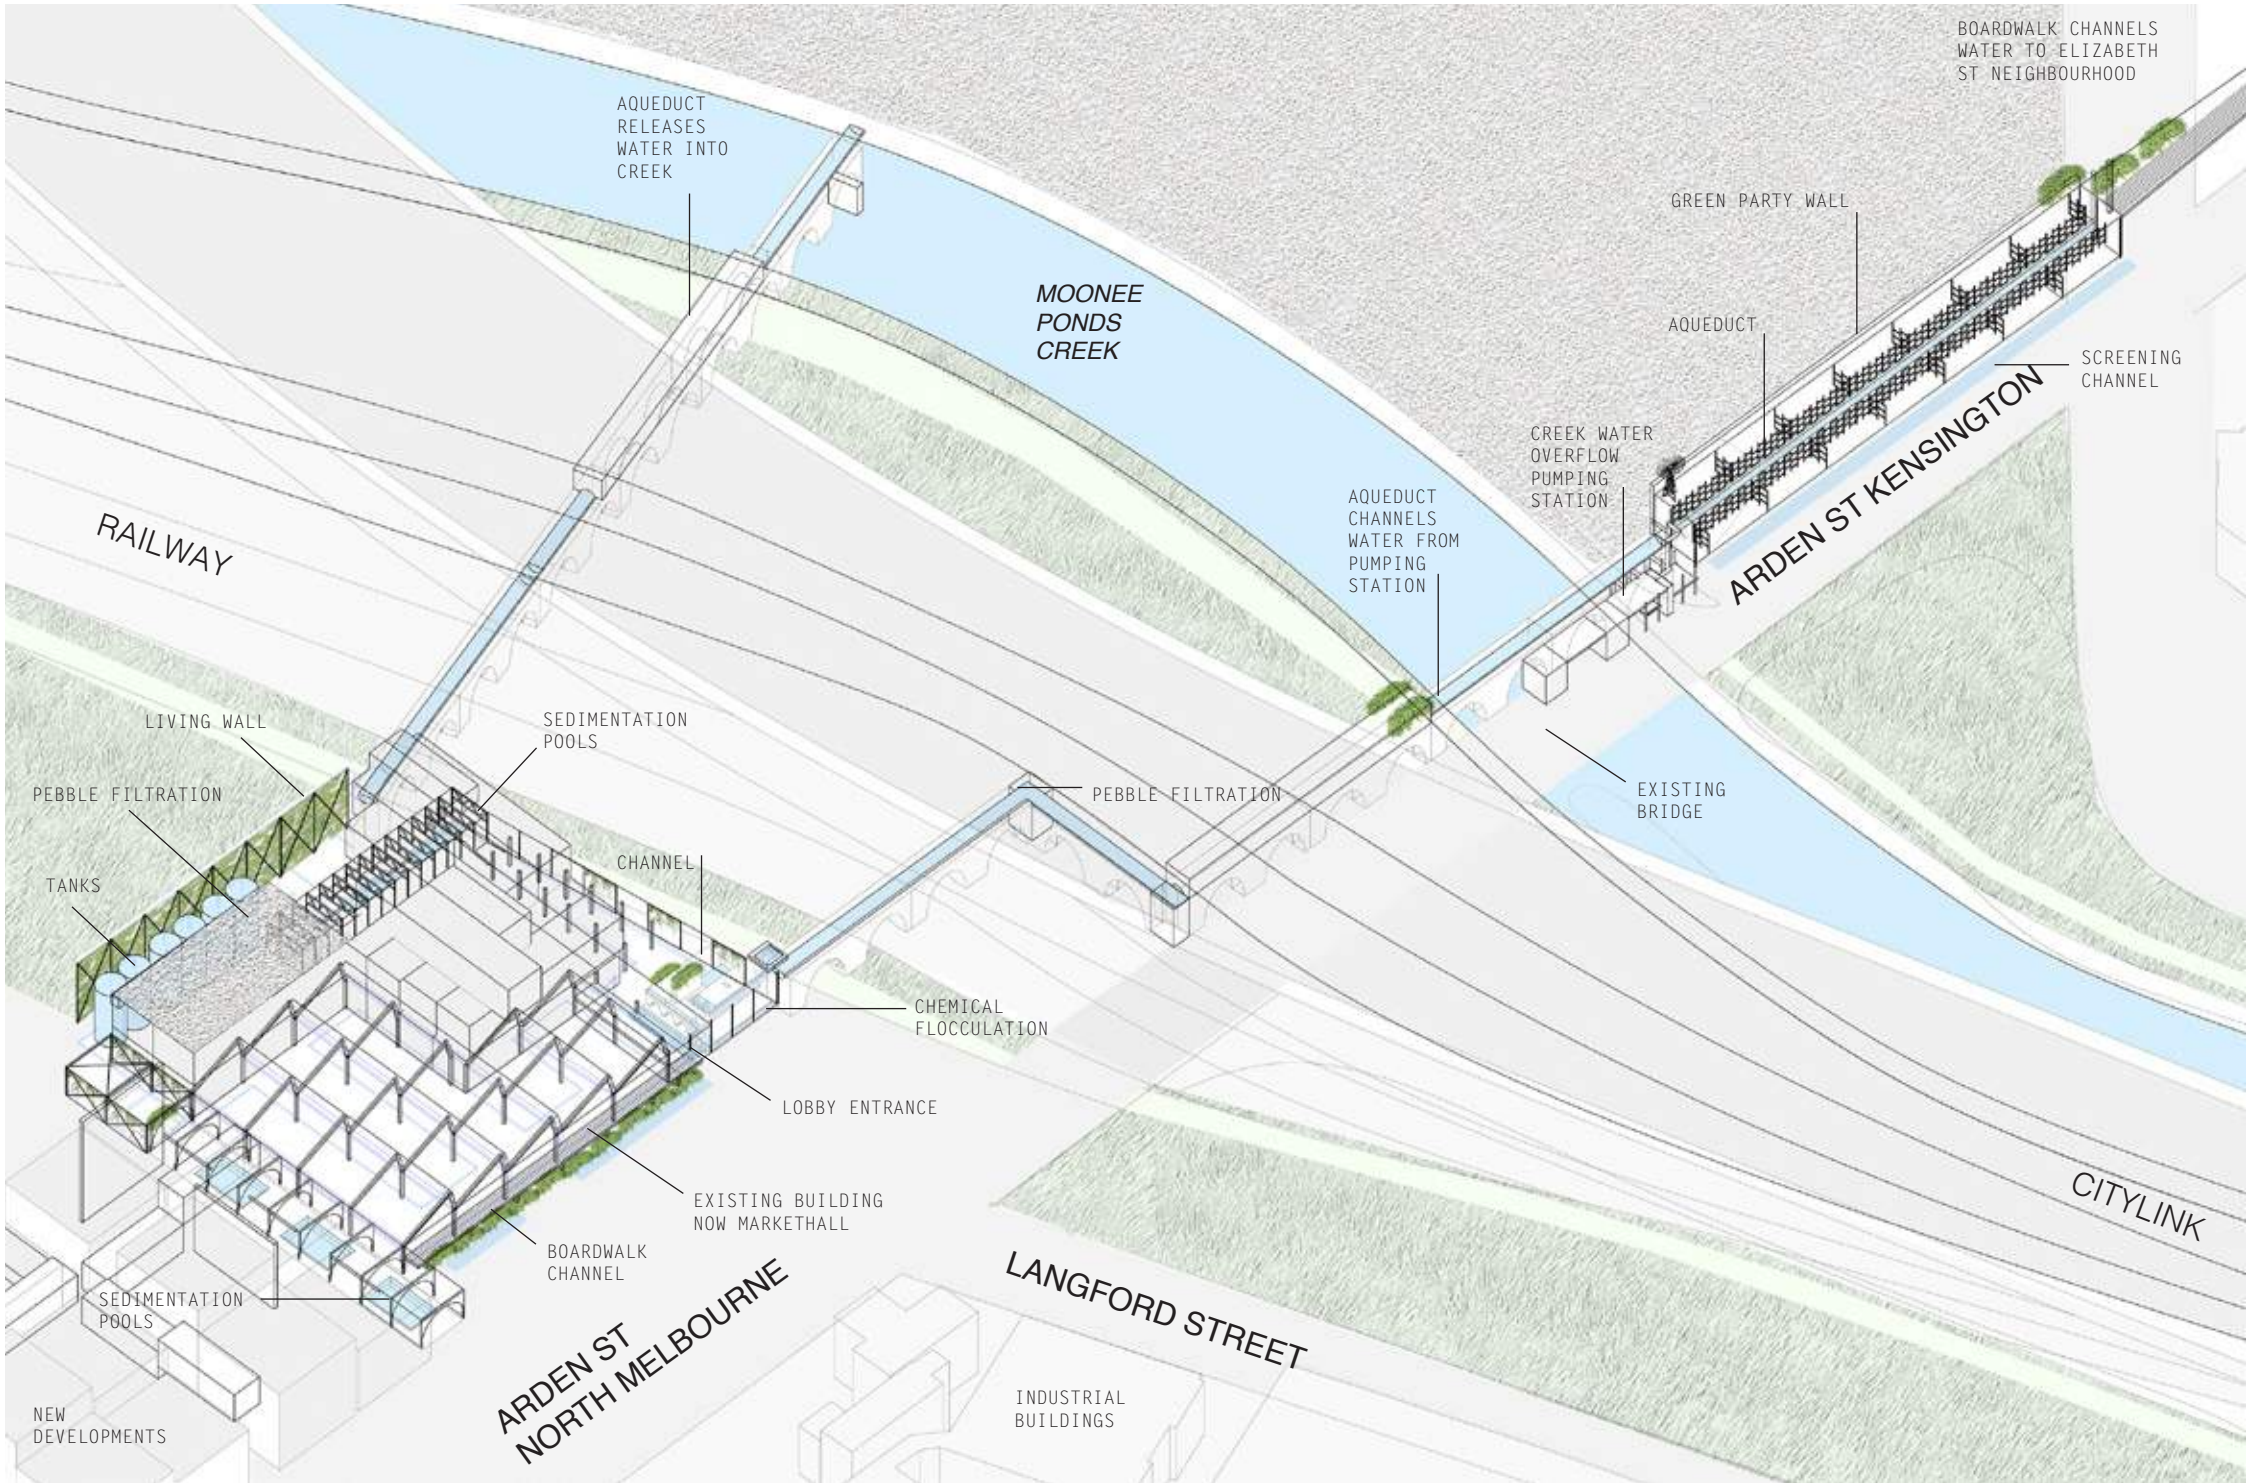 BOARDWALK CHANNELS
WATER TO ELIZABETH
ST NEIGHBOURHOOD
AQUEDUCT
RELEASES
WATER INTO
CREEK
GREEN PARTY WALL
MOONEE
PONDS
CREEK
AQUEDUCT
SCREENING
CHANNEL
CREEK WATER
OVERFLOW
PUMPING
STATION
ARDEN ST KENSINGTON
AQUEDUCT
CHANNELS
WATER FROM
PUMPING
STATION
RAILWAY
LIVING WALL
SEDIMENTATION
POOLS
PEBBLE FILTRATION
PEBBLE FILTRATION
EXISTING
BRIDGE
TANKS
CHANNEL
CHEMICAL
FLOCCULATION
LOBBY ENTRANCE
EXISTING BUILDING
NOW MARKETHALL
BOARDWALK
CHANNEL
SEDIMENTATION
POOLS
CITYLINK
LANGFORD STREET
ARDEN ST
NORTH MELBOURNE
INDUSTRIAL
BUILDINGS
NEW
DEVELOPMENTS